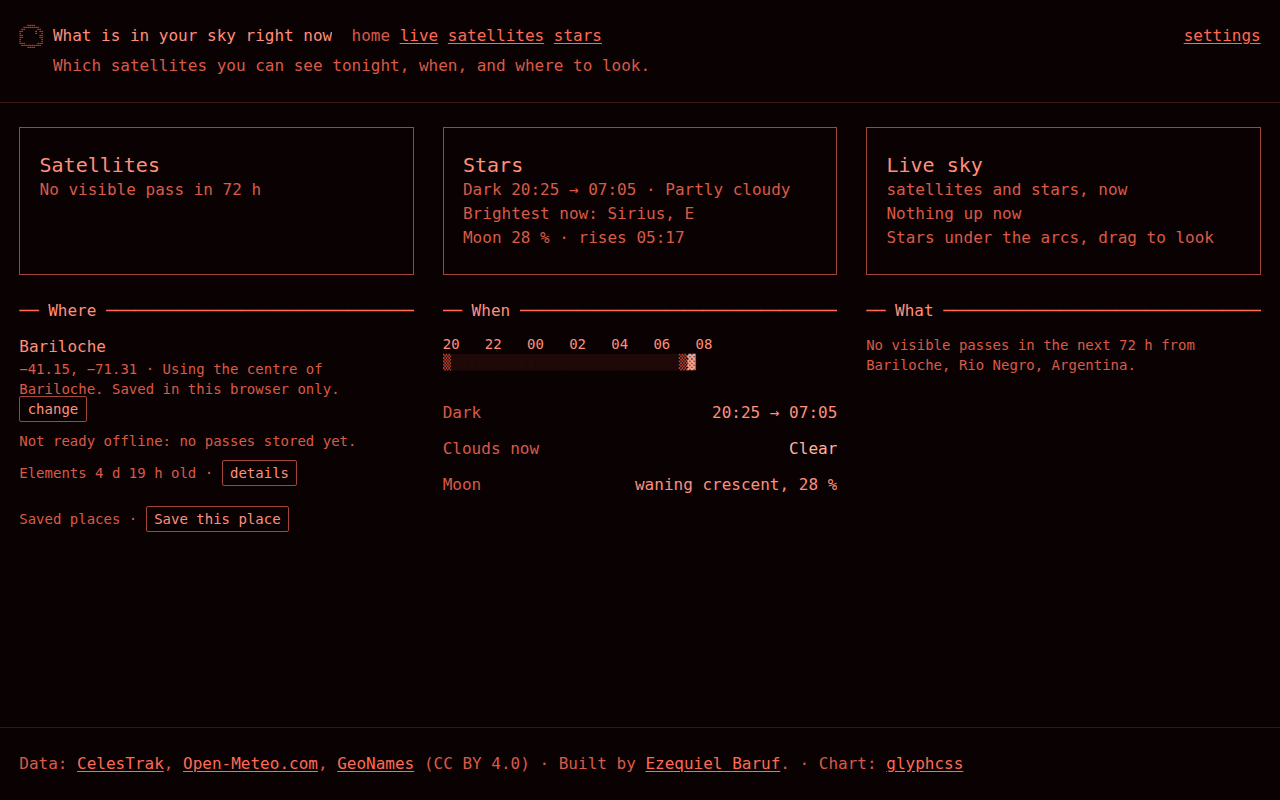 What is in your sky right now home live satellites stars settings
Which satellites you can see tonight, when, and where to look.
Satellites
No visible pass in 72 h
Stars
Dark 20:25 → 07:05 · Partly cloudy
Brightest now: Sirius, E
Moon 28 % · rises 05:17
Live sky
satellites and stars, now
Nothing up now
Stars under the arcs, drag to look
Where
Bariloche
−41.15, −71.31 · Using the centre of
Bariloche. Saved in this browser only.
change
Not ready offline: no passes stored yet.
Elements 4 d 19 h old · details
Saved places · Save this place
When
20 22 00 02 04 06 08
Dark 20:25 → 07:05
Clouds now Clear
Moon waning crescent, 28 %
What
No visible passes in the next 72 h from
Bariloche, Rio Negro, Argentina.
Data: CelesTrak, Open-Meteo.com, GeoNames (CC BY 4.0) · Built by Ezequiel Baruf. · Chart: glyphcss